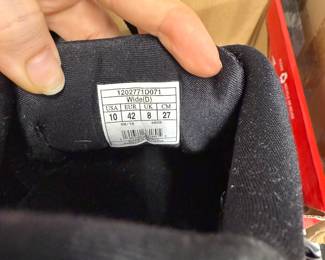 1202771D071
Wide(D)
USA EUR UK CM
10 42 8 27